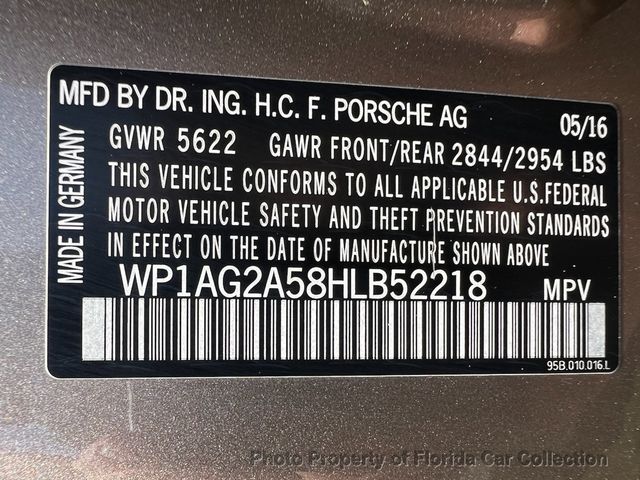 MFD BY DR. ING. H.C. F. PORSCHE AG 05/16
GVWR 5622 GAWR FRONT/REAR 2844/2954 LBS
THIS VEHICLE CONFORMS TO ALL APPLICABLE U.S.FEDERAL
MOTOR VEHICLE SAFETY AND THEFT PREVENTION STANDARDS
IN EFFECT ON THE DATE OF MANUFACTURE SHOWN ABOVE
WP1AG2A58HLB52218 MPV
MADE IN GERMANY
95B.010.016.L
Photo Property of Florida Car Collection